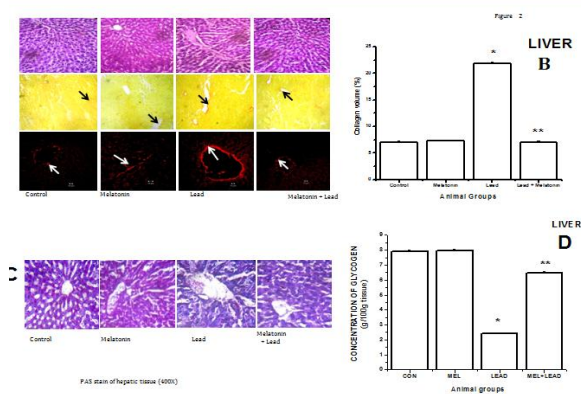 Figure 2
Control Melatonin Lead Melatonin + Lead
LIVER
B
Collagen volume (%)
25
20
15
10
5
0
*
**
Control Melatonin Lead Lead + Melatonin
Animal Groups
C
Control Melatonin Lead Melatonin + Lead
PAS stain of hepatic tissue (400X)
LIVER
D
CONCENTRATION OF GLYCOGEN
(g/100g tissue)
8
7
6
5
4
3
2
1
0
*
**
CON MEL LEAD MEL+LEAD
Animal groups